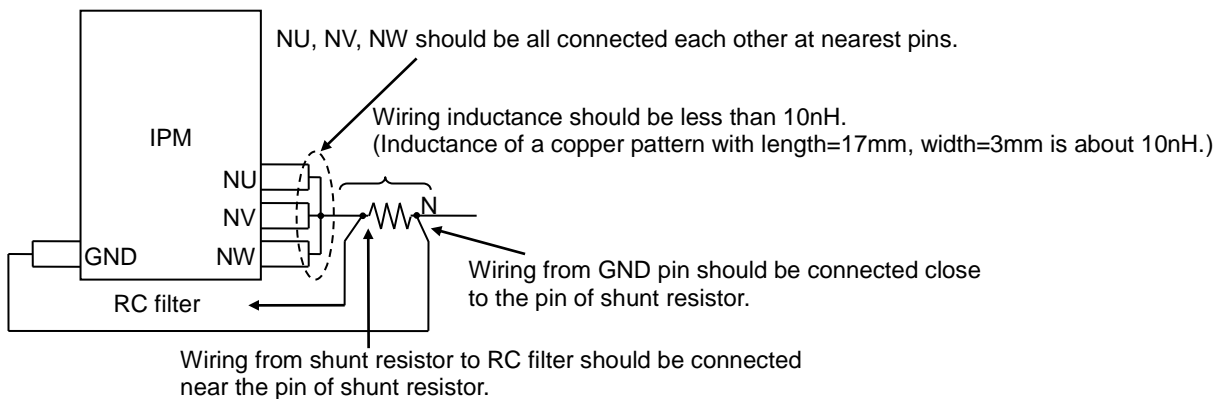 NU, NV, NW should be all connected each other at nearest pins.
Wiring inductance should be less than 10nH.
(Inductance of a copper pattern with length=17mm, width=3mm is about 10nH.)
IPM
NU
NV
NW
N
GND
Wiring from GND pin should be connected close
to the pin of shunt resistor.
RC filter
Wiring from shunt resistor to RC filter should be connected
near the pin of shunt resistor.